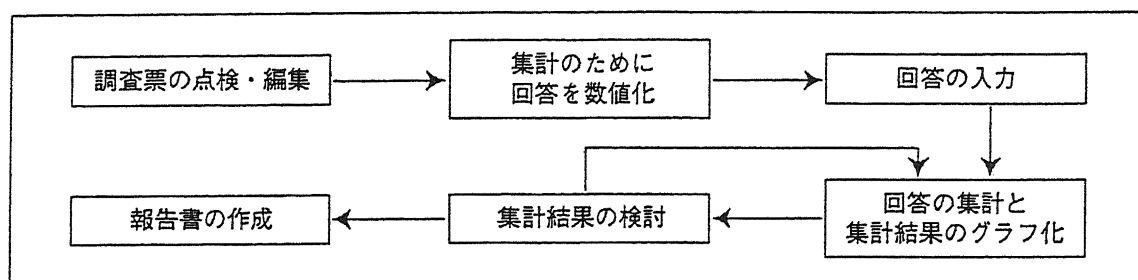 調査票の点検・編集
集計のために
回答を数値化
回答の入力
回答の集計と
集計結果のグラフ化
集計結果の検討
報告書の作成